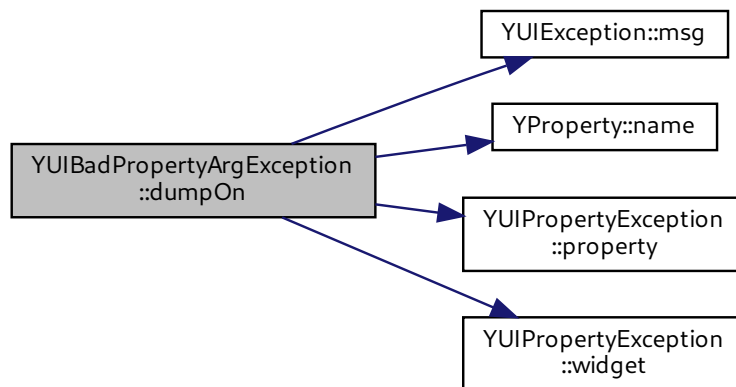 YUIException::msg
YProperty::name
YUIBadPropertyArgException
::dumpOn
YUIPropertyException
::property
YUIPropertyException
::widget